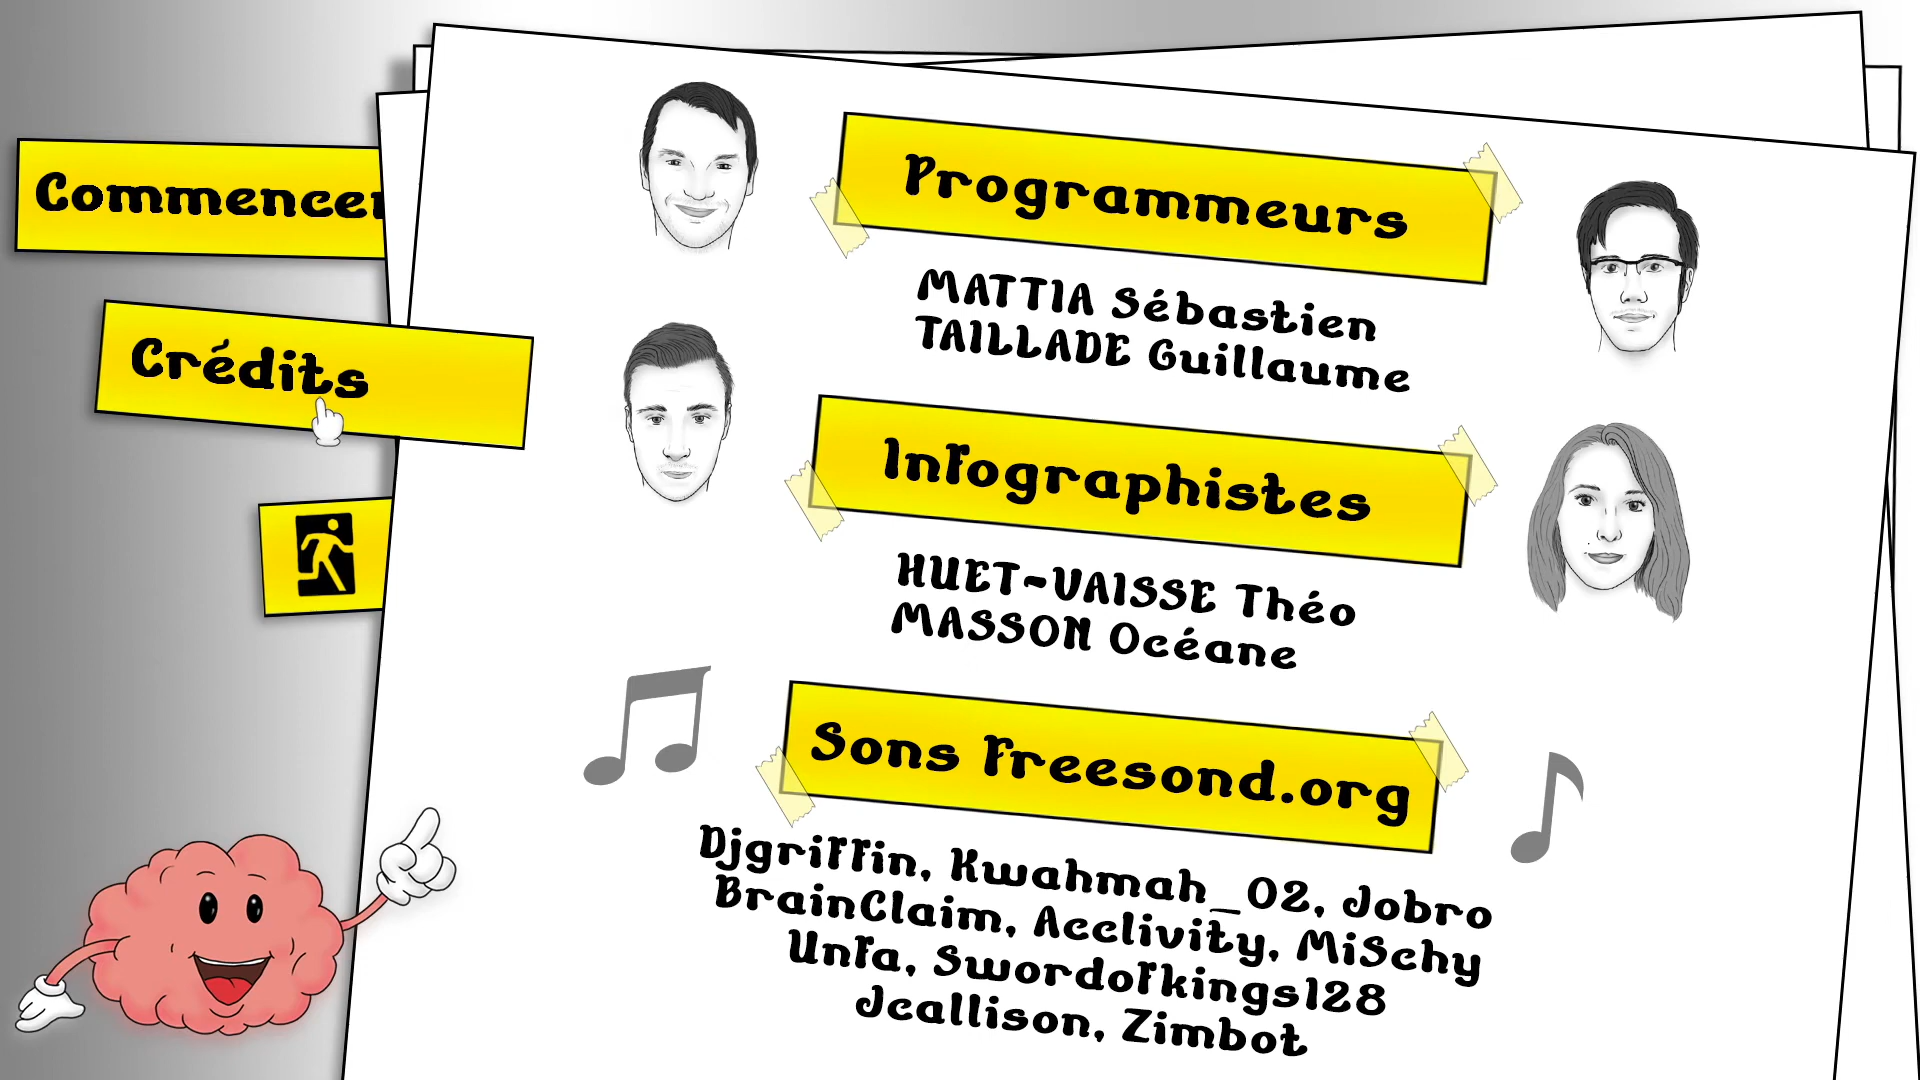 Commencer
Crédits
Programmeurs
MATTIA Sébastien
TAILLADE Guillaume
Infographistes
HUET-VAISSE Théo
MASSON Océane
Sons Freesond.org
Djgriffin, Kwahmah_02, Jobro
BrainClaim, Acclivity, MiSchy
Unfa, Swordofkings128
Jcallison, Zimbot